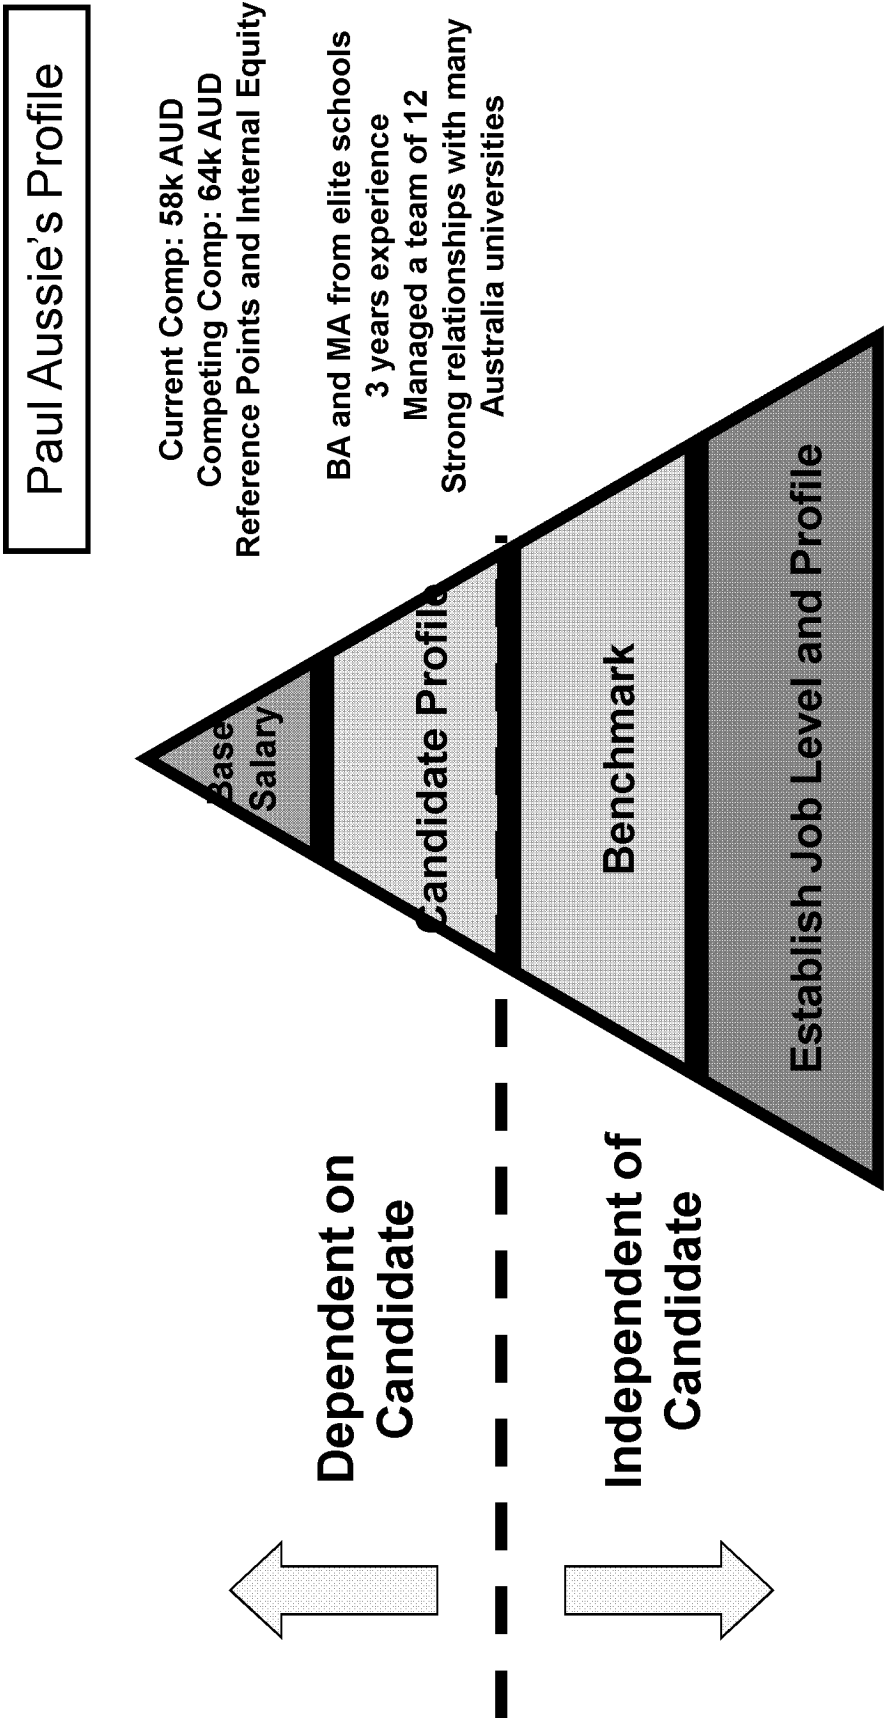 Paul Aussie's Profile
Current Comp: 58k AUD
Competing Comp: 64k AUD
Reference Points and Internal Equity
BA and MA from elite schools
3 years experience
Managed a team of 12
Strong relationships with many
Australia universities
Base
Salary
Candidate Profile
Benchmark
Establish Job Level and Profile
Dependent on
Candidate
Independent of
Candidate